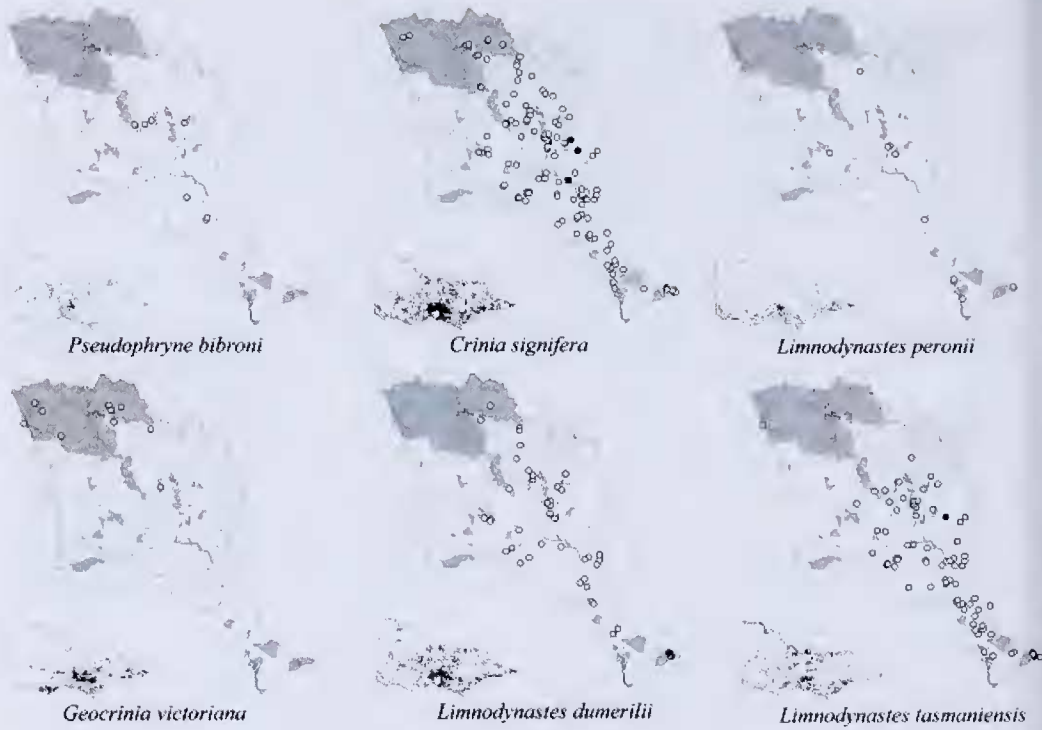 Pseudophryne bibroni
Crinia signifera
Limnodynastes peronii
Geocrinia victoriana
Limnodynastes dumerilii
Limnodynastes tasmaniensis